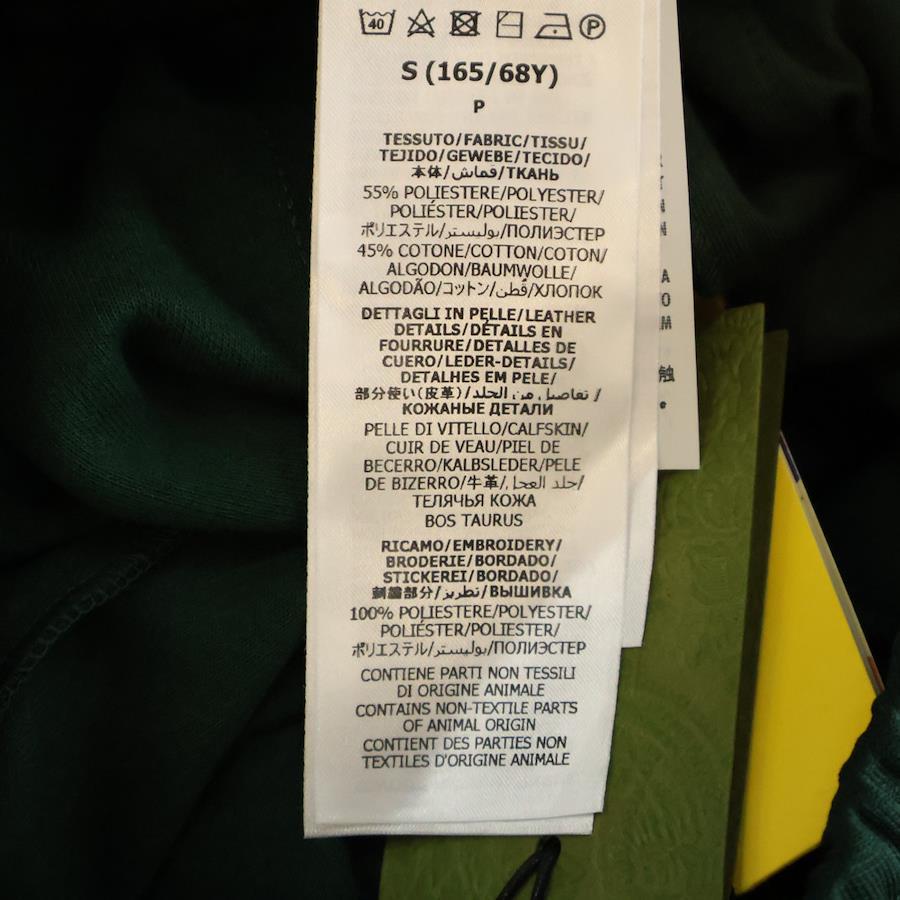 40
P
S (165/68Y)
P
TESSUTO/FABRIC/TISSU/
TEJIDO/GEWEBE/TECIDO/
本体/قماش/ТКАНЬ
55% POLIESTERE/POLYESTER/
POLIÉSTER/POLIESTER/
ポリエステル/بوليستر/ПОЛИЭСТЕР
45% COTONE/COTTON/COTON/
ALGODON/BAUMWOLLE/
ALGODÃO/コットン/قُطن/ХЛОПОК
DETTAGLI IN PELLE/LEATHER
DETAILS/DÉTAILS EN
FOURRURE/DETALLES DE
CUERO/LEDER-DETAILS/
DETALHES EM PELE/
部分使い(皮革)/تفاصيل من الجلد/
КОЖАНЫЕ ДЕТАЛИ
PELLE DI VITELLO/CALFSKIN/
CUIR DE VEAU/PIEL DE
BECERRO/KALBSLEDER/PELE
DE BIZERRO/牛革/جلد العجل/
ТЕЛЯЧЬЯ КОЖА
BOS TAURUS
RICAMO/EMBROIDERY/
BRODERIE/BORDADO/
STICKEREI/BORDADO/
刺繍部分/تطريز/ВЫШИВКА
100% POLIESTERE/POLYESTER/
POLIÉSTER/POLIESTER/
ポリエステル/بوليستر/ПОЛИЭСТЕР
CONTIENE PARTI NON TESSILI
DI ORIGINE ANIMALE
CONTAINS NON-TEXTILE PARTS
OF ANIMAL ORIGIN
CONTIENT DES PARTIES NON
TEXTILES D'ORIGINE ANIMALE